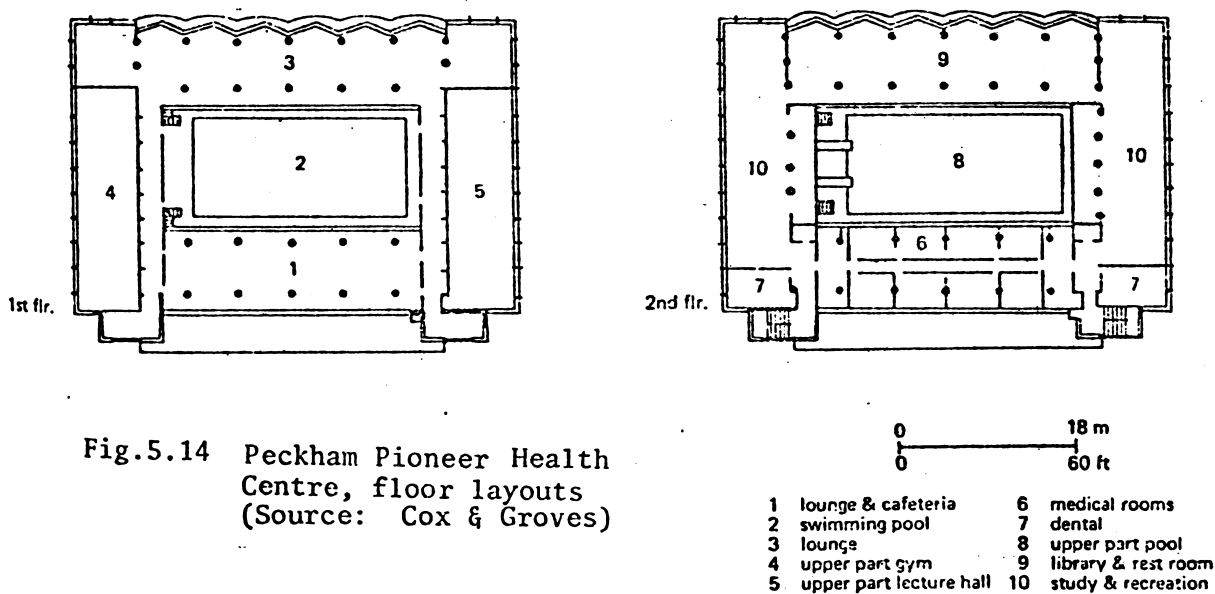 3
2
4
5
1
1st flr.
9
10
8
10
6
7
7
2nd flr.
Fig.5.14 Peckham Pioneer Health
Centre, floor layouts
(Source: Cox & Groves)
0 18 m
0 60 ft
1 lounge & cafeteria
2 swimming pool
3 lounge
4 upper part gym
5 upper part lecture hall
6 medical rooms
7 dental
8 upper part pool
9 library & rest room
10 study & recreation